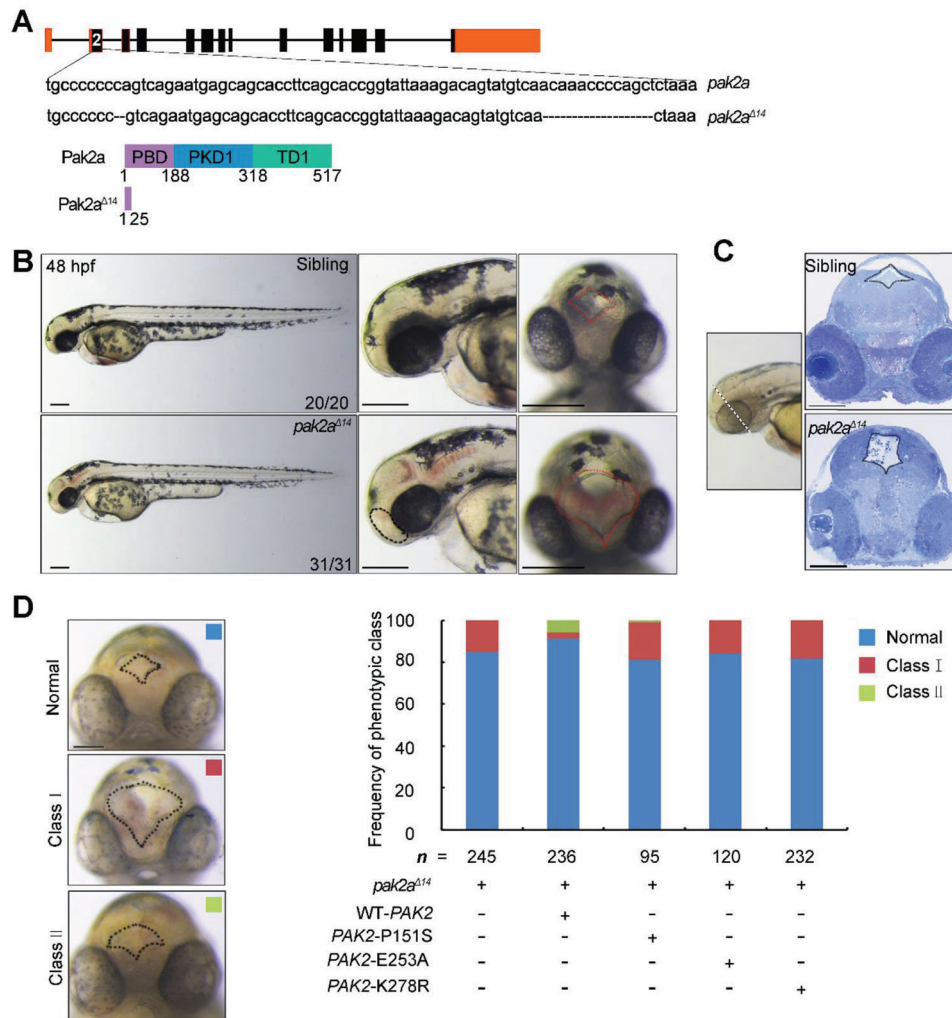 A
2
tgcccccccagtcagaatgagcagcaccttcagcaccggtattaaagacagtatgtcaacaaaccccagctctaaa pak2a
tgcccccc--gtcagaatgagcagcaccttcagcaccggtattaaagacagtatgtcaa------------------ctaaa pak2aΔ14
Pak2a PBD PKD1 TD1
1 188 318 517
Pak2aΔ14
1 25
B
48 hpf Sibling
20/20
pak2aΔ14
31/31
C
Sibling
pak2aΔ14
D
Normal
Class I
Class II
Frequency of phenotypic class
100
80
60
40
20
0
Normal
Class I
Class II
n = 245 236 95 120 232
pak2aΔ14 + + + + +
WT-PAK2 - + - - -
PAK2-P151S - - + - -
PAK2-E253A - - - + -
PAK2-K278R - - - - +